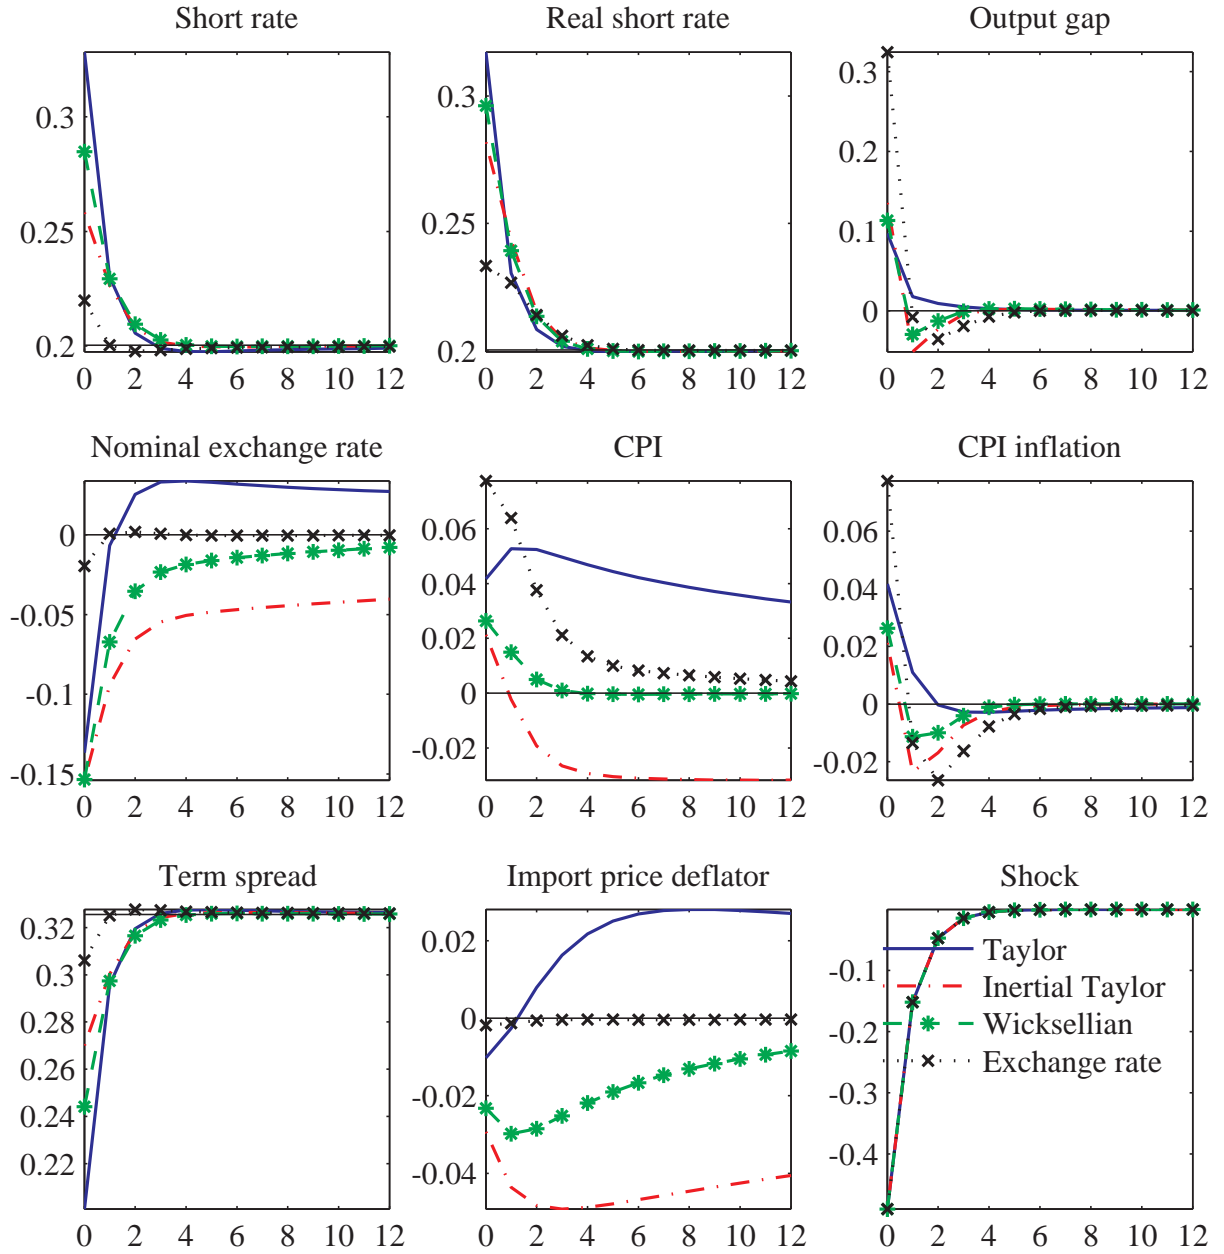 Short rate
Real short rate
Output gap
0.3
0.25
0.2
0 2 4 6 8 10 12
0.3
0.25
0.2
0 2 4 6 8 10 12
0.3
0.2
0.1
0
0 2 4 6 8 10 12
Nominal exchange rate
CPI
CPI inflation
0
-0.05
-0.1
-0.15
0 2 4 6 8 10 12
0.06
0.04
0.02
0
-0.02
0 2 4 6 8 10 12
0.06
0.04
0.02
0
-0.02
0 2 4 6 8 10 12
Term spread
Import price deflator
Shock
0.32
0.3
0.28
0.26
0.24
0.22
0 2 4 6 8 10 12
0.02
0
-0.02
-0.04
0 2 4 6 8 10 12
-0.1
-0.2
-0.3
-0.4
0 2 4 6 8 10 12
Taylor
Inertial Taylor
Wicksellian
Exchange rate